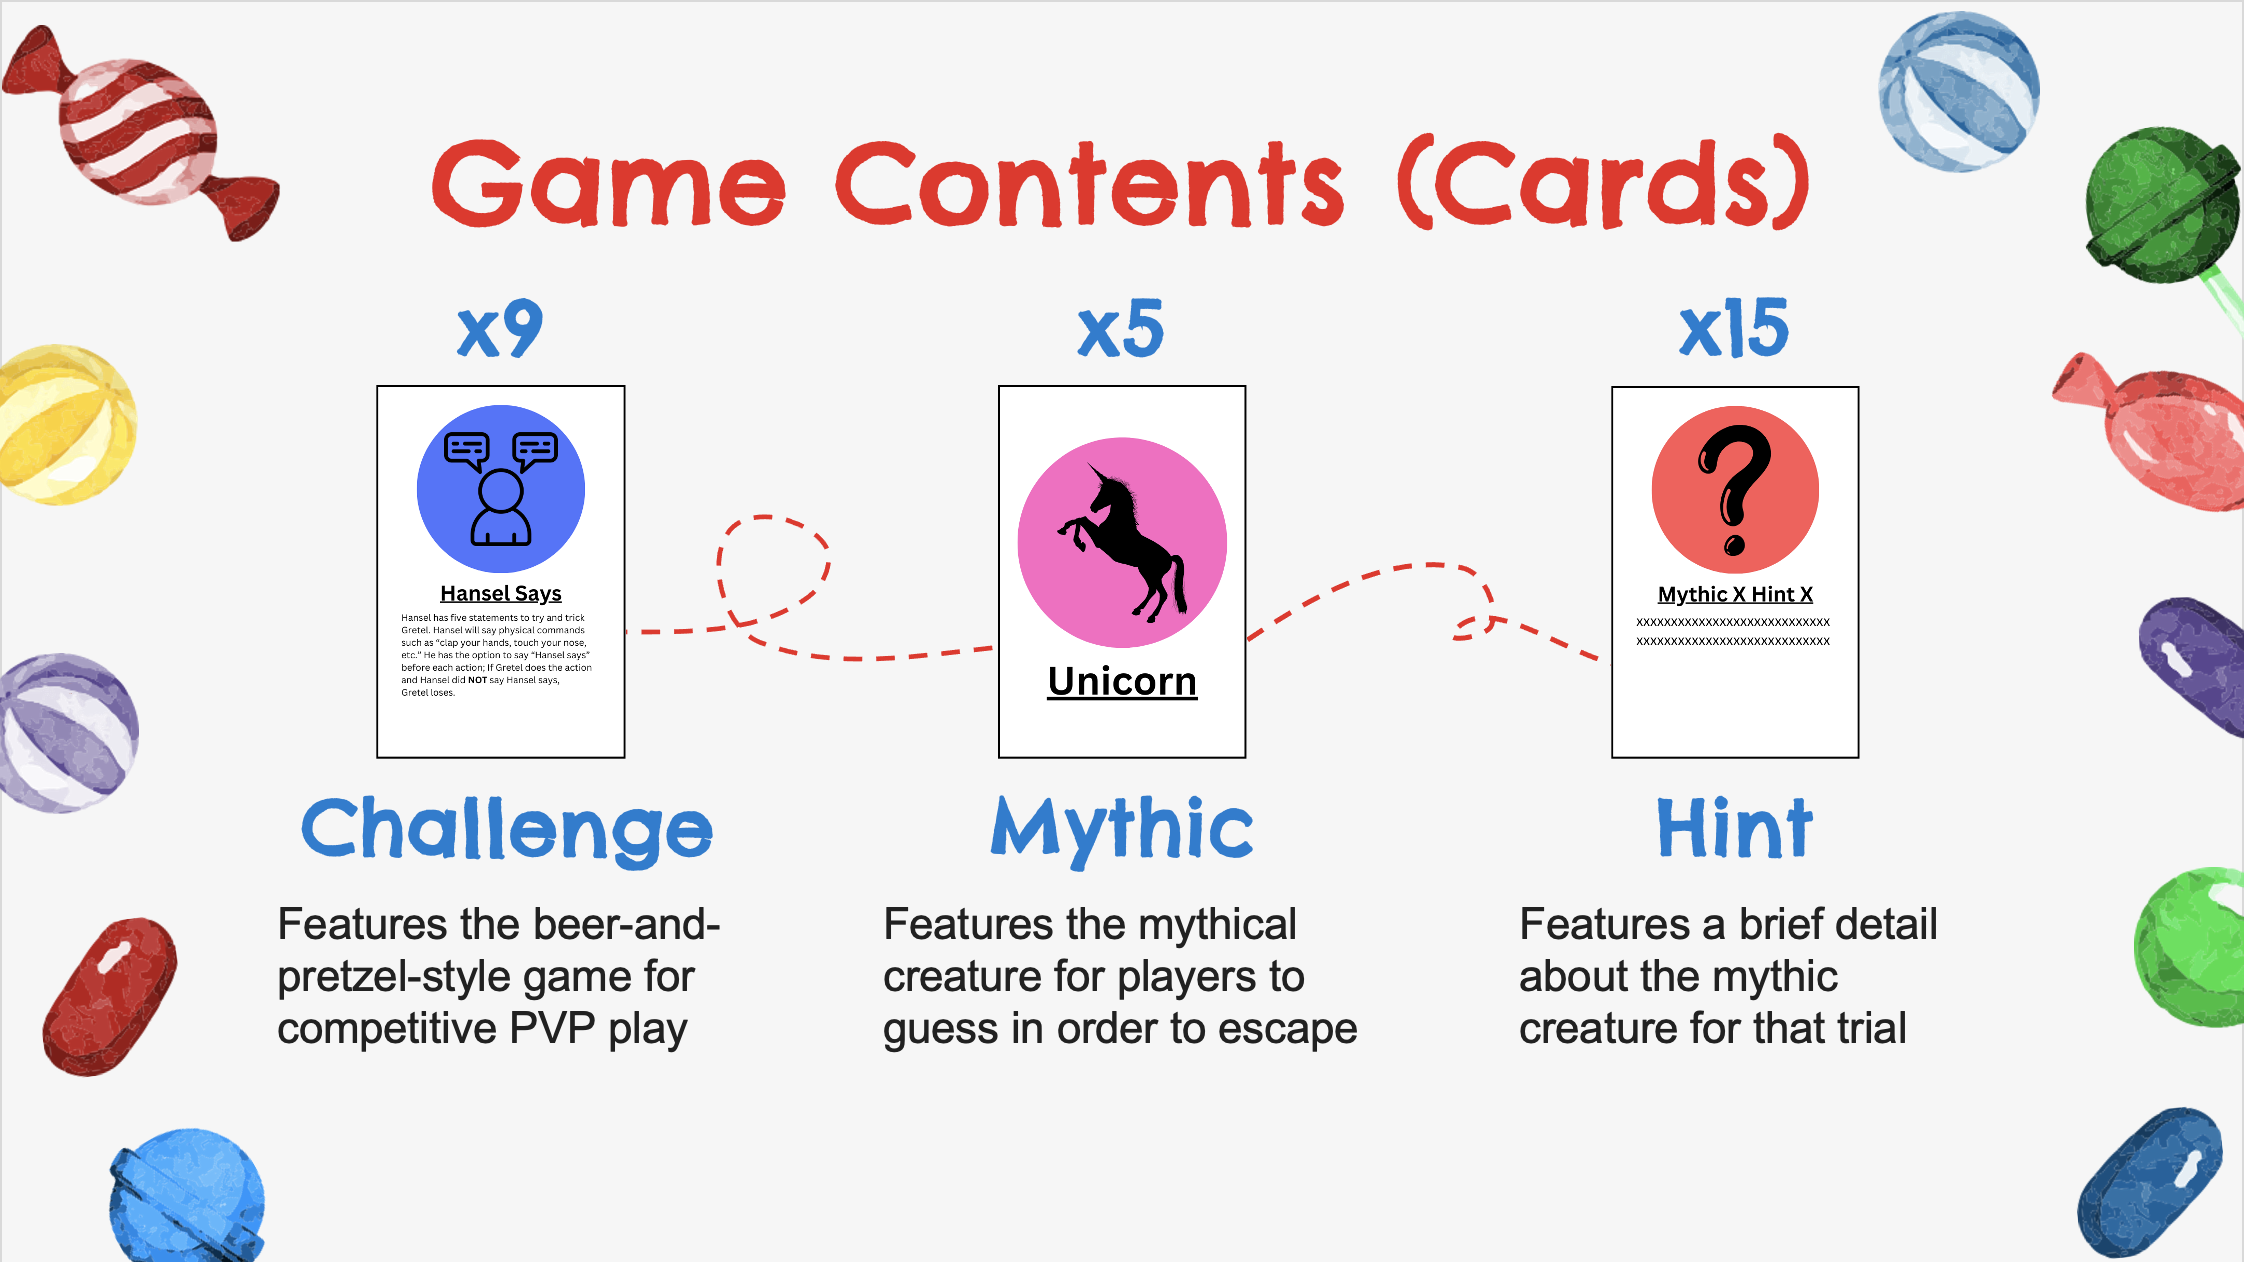 Game Contents (Cards)
x9
x5
x15
Hansel Says
Hansel has five statements to try and trick
Gretel. Hansel will say physical commands
such as “clap your hands, touch your nose,
etc.” He has the option to say “Hansel says”
before each action; If Gretel does the action
and Hansel did NOT say Hansel says,
Gretel loses.
Unicorn
Mythic X Hint X
XXXXXXXXXXXXXXXXXXXXXXXXXXXX
XXXXXXXXXXXXXXXXXXXXXXXXXXXX
Challenge
Features the beer-and-
pretzel-style game for
competitive PVP play
Mythic
Features the mythical
creature for players to
guess in order to escape
Hint
Features a brief detail
about the mythic
creature for that trial